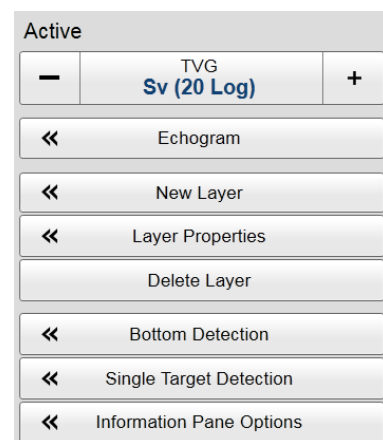 Active
TVG
Sv (20 Log)
Echogram
New Layer
Layer Properties
Delete Layer
Bottom Detection
Single Target Detection
Information Pane Options